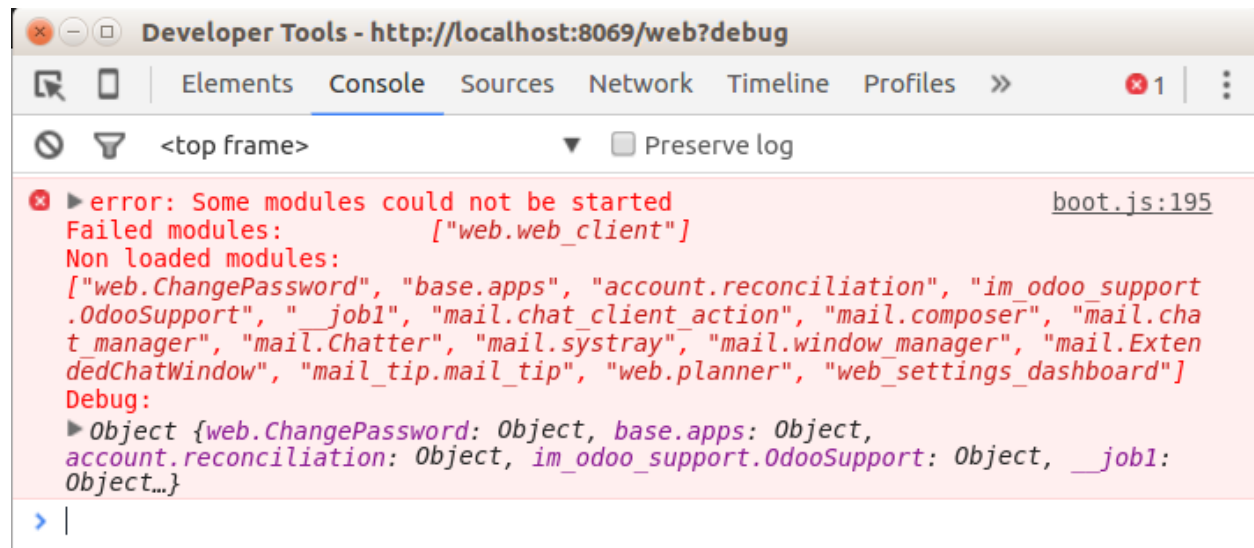 Developer Tools - http://localhost:8069/web?debug
Elements Console Sources Network Timeline Profiles » 1
<top frame> ▼ Preserve log
error: Some modules could not be started boot.js:195
Failed modules: ["web.web_client"]
Non loaded modules:
["web.ChangePassword", "base.apps", "account.reconciliation", "im_odoo_support
.OdooSupport", "__job1", "mail.chat_client_action", "mail.composer", "mail.cha
t_manager", "mail.Chatter", "mail.systray", "mail.window_manager", "mail.Exten
dedChatWindow", "mail_tip.mail_tip", "web.planner", "web_settings_dashboard"]
Debug:
Object {web.ChangePassword: Object, base.apps: Object,
account.reconciliation: Object, im_odoo_support.OdooSupport: Object, __job1:
Object…}
>